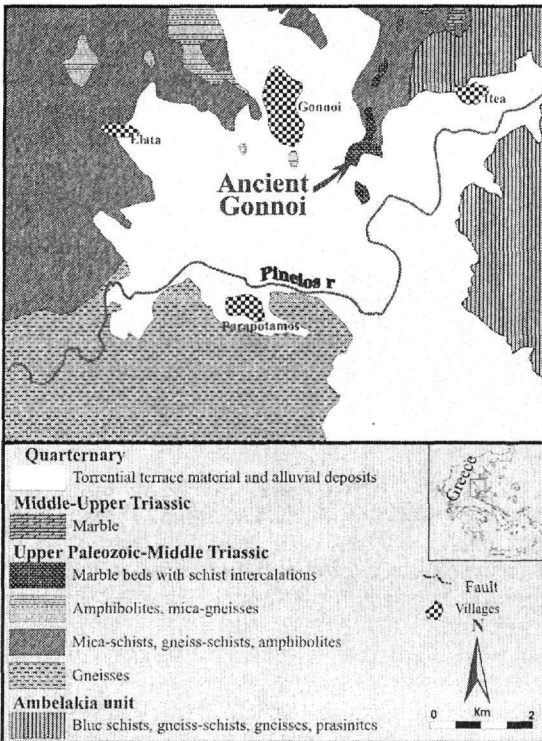 Gonnoi
Itea
Elata
Ancient
Gonnoi
Pineios r
Parapotamos
Quarternary
Torrential terrace material and alluvial deposits
Middle-Upper Triassic
Marble
Upper Paleozoic-Middle Triassic
Marble beds with schist intercalations
Amphibolites, mica-gneisses
Mica-schists, gneiss-schists, amphibolites
Gneisses
Ambelakia unit
Blue schists, gneiss-schists, gneisses, prasinites
Greece
Fault
Villages
N
Km
0 2